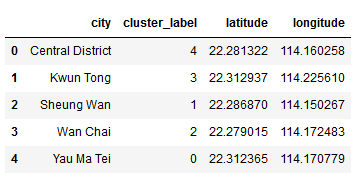 city cluster_label latitude longitude
0 Central District 4 22.281322 114.160258
1 Kwun Tong 3 22.312937 114.225610
2 Sheung Wan 1 22.286870 114.150267
3 Wan Chai 2 22.279015 114.172483
4 Yau Ma Tei 0 22.312365 114.170779